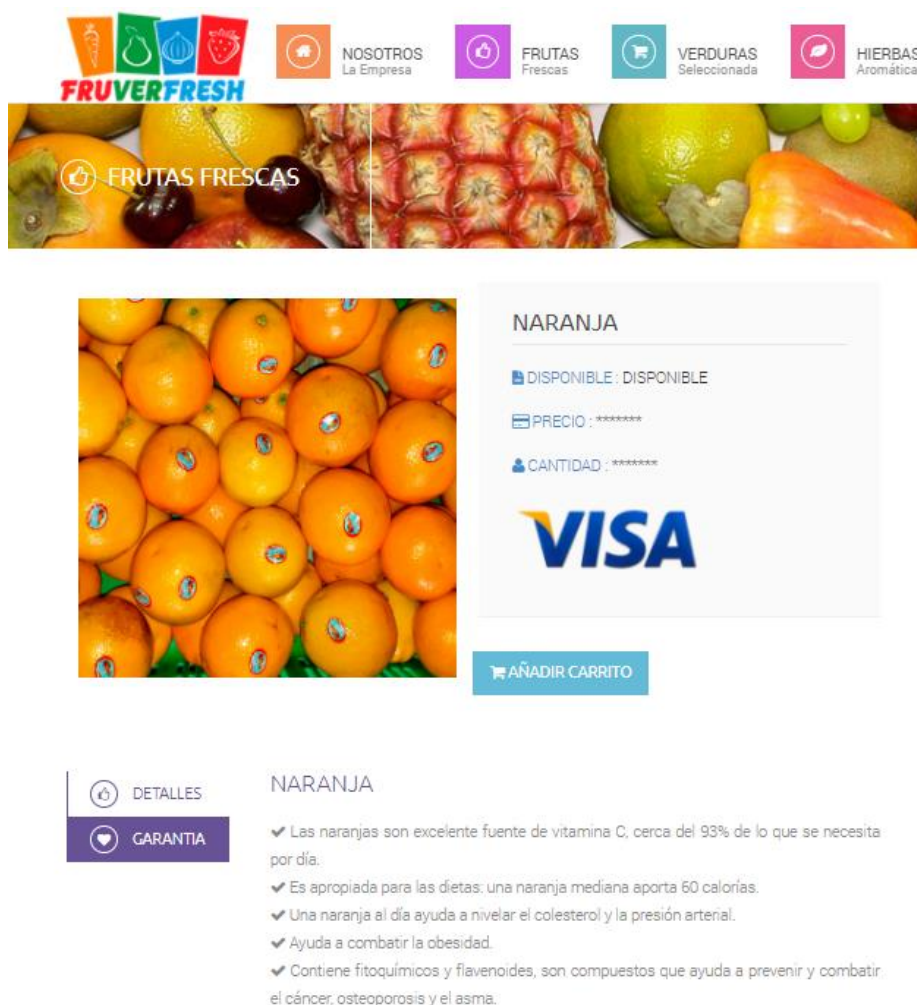 FRUVERFRESH
NOSOTROS
La Empresa
FRUTAS
Frescas
VERDURAS
Seleccionada
HIERBAS
Aromática
FRUTAS FRESCAS
NARANJA
DISPONIBLE : DISPONIBLE
PRECIO : *******
CANTIDAD : *******
VISA
AÑADIR CARRITO
DETALLES
GARANTIA
NARANJA
Las naranjas son excelente fuente de vitamina C, cerca del 93% de lo que se necesita
por día.
Es apropiada para las dietas: una naranja mediana aporta 60 calorías.
Una naranja al día ayuda a nivelar el colesterol y la presión arterial.
Ayuda a combatir la obesidad.
Contiene fitoquímicos y flavenoides, son compuestos que ayuda a prevenir y combatir
el cáncer, osteoporosis y el asma.